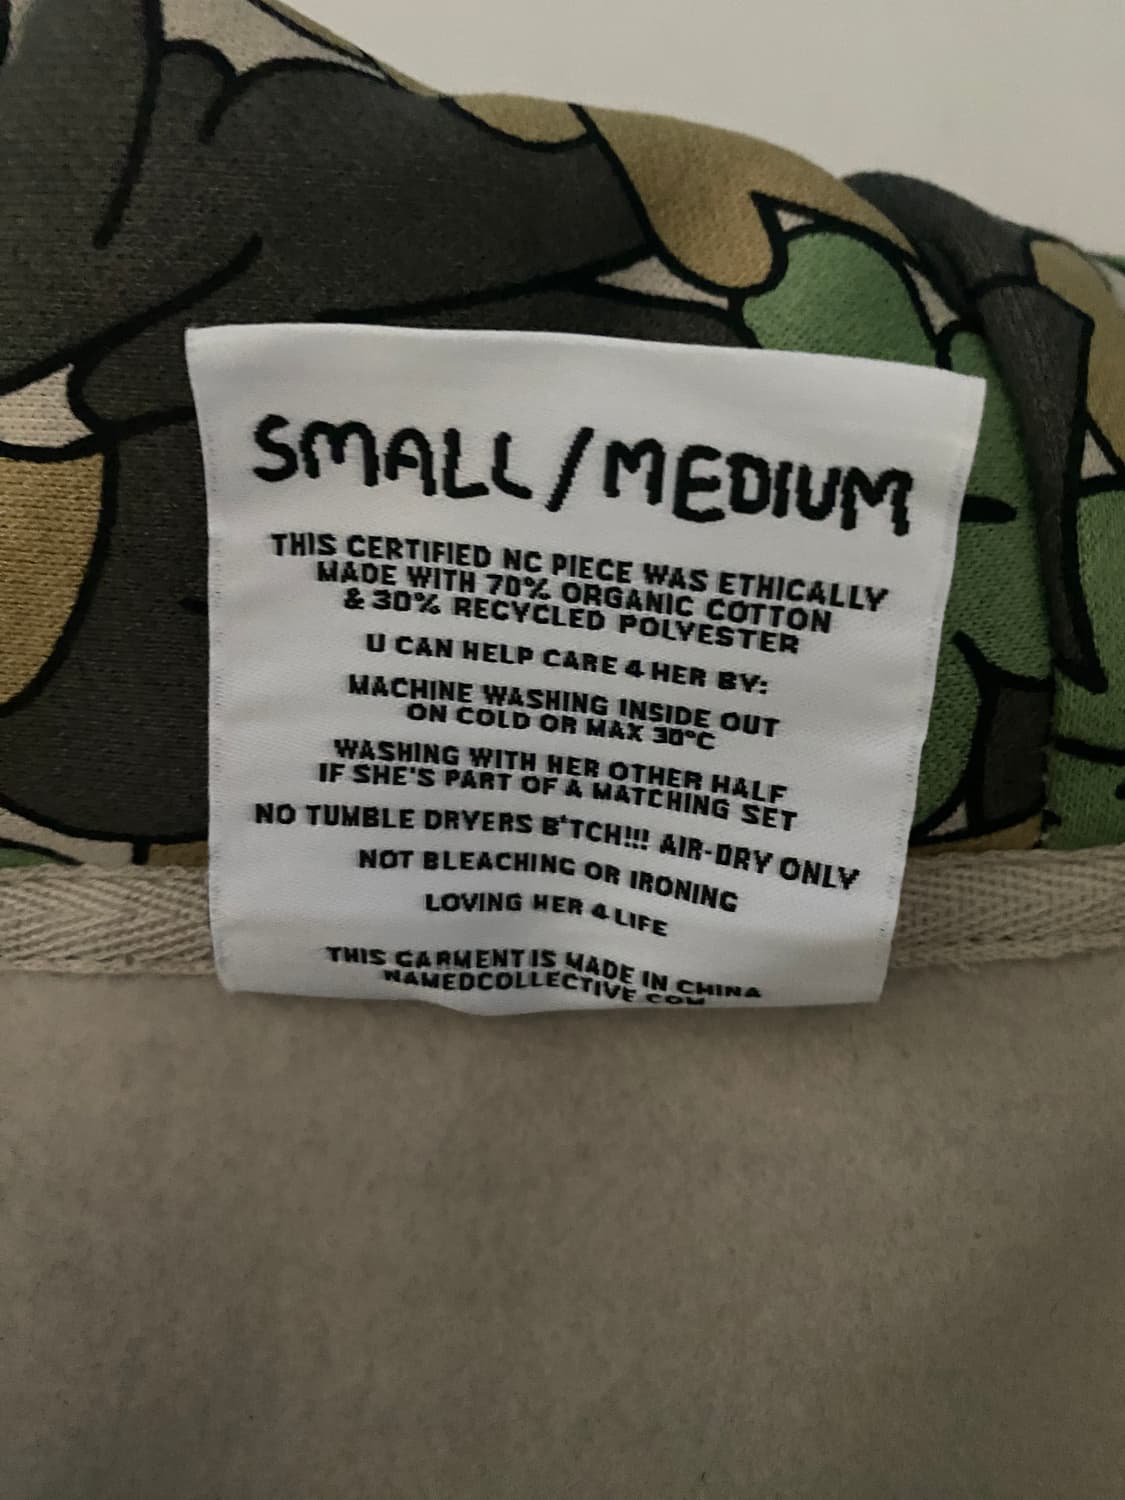 SMALL/MEDIUM
THIS CERTIFIED NC PIECE WAS ETHICALLY
MADE WITH 70% ORGANIC COTTON
& 30% RECYCLED POLYESTER
U CAN HELP CARE 4 HER BY:
MACHINE WASHING INSIDE OUT
ON COLD OR MAX 30°C
WASHING WITH HER OTHER HALF
IF SHE'S PART OF A MATCHING SET
NO TUMBLE DRYERS B*TCH!!! AIR-DRY ONLY
NOT BLEACHING OR IRONING
LOVING HER 4 LIFE
THIS GARMENT IS MADE IN CHINA
NAMEDCOLLECTIVE.COM